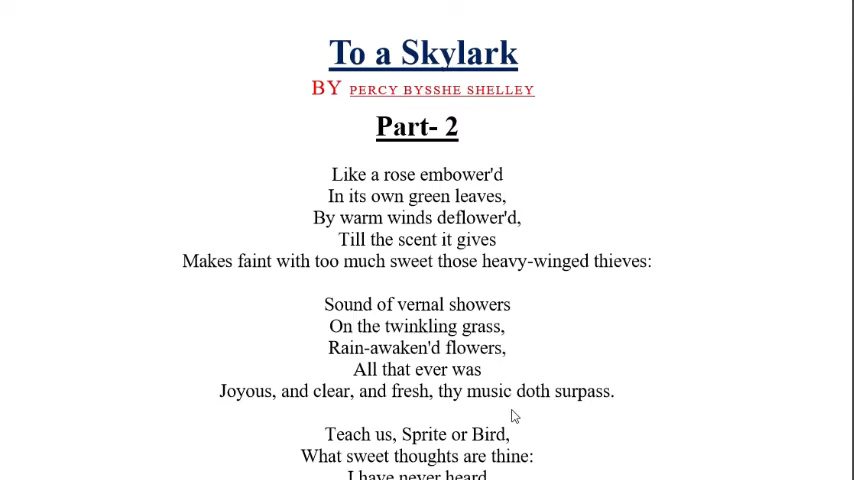 To a Skylark
BY PERCY BYSSHE SHELLEY
Part- 2
Like a rose embower'd
In its own green leaves,
By warm winds deflower'd,
Till the scent it gives
Makes faint with too much sweet those heavy-winged thieves:
Sound of vernal showers
On the twinkling grass,
Rain-awaken'd flowers,
All that ever was
Joyous, and clear, and fresh, thy music doth surpass.
Teach us, Sprite or Bird,
What sweet thoughts are thine:
I have never heard